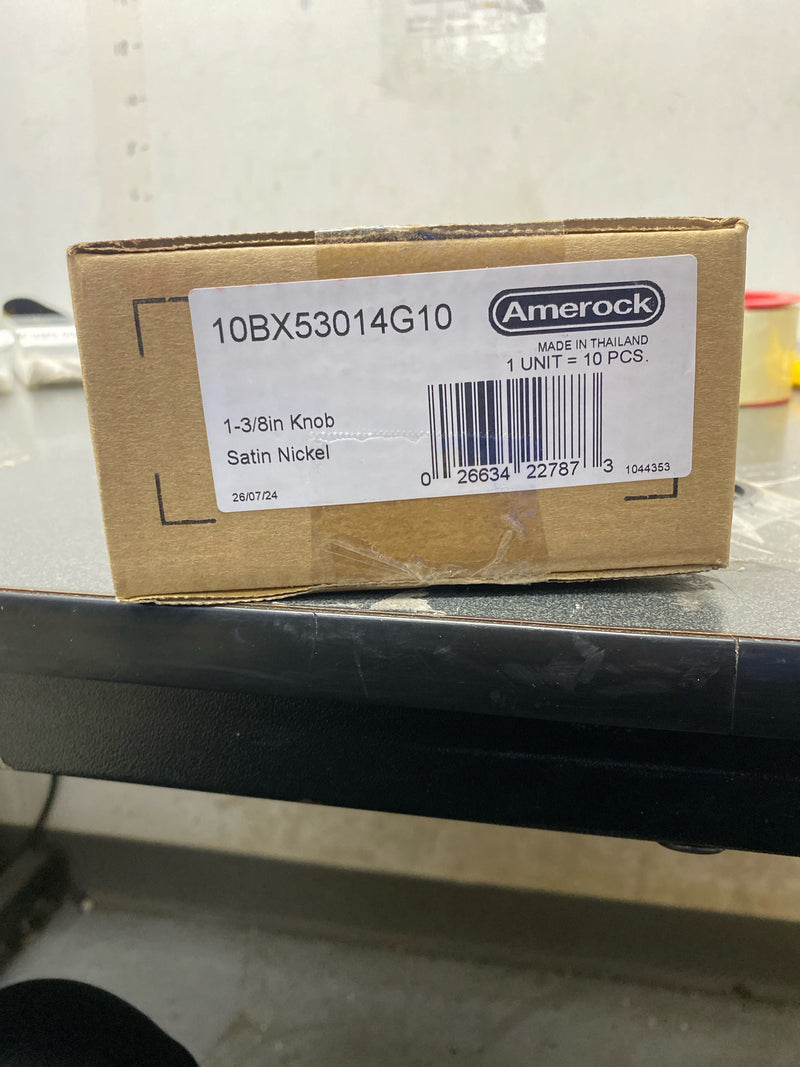 10BX53014G10
Amerock
MADE IN THAILAND
1 UNIT = 10 PCS.
1-3/8in Knob
Satin Nickel
0 26634 22787 3
1044353
26/07/24